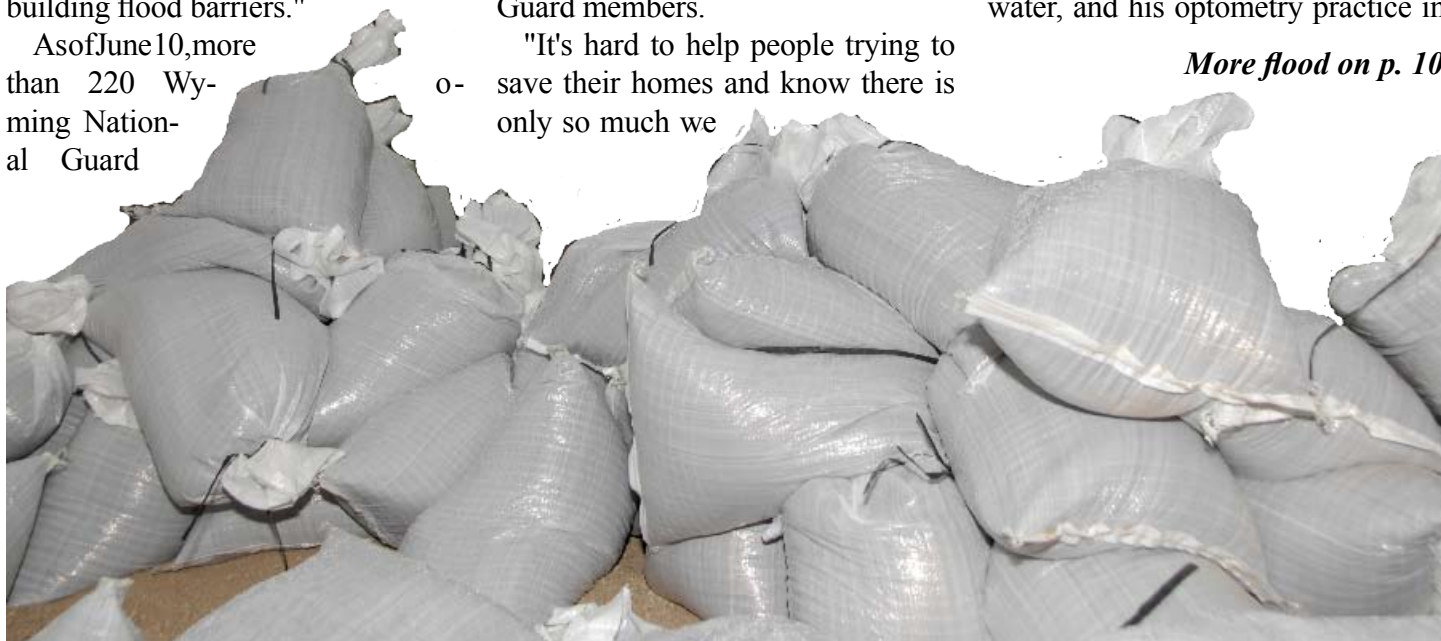 building flood barriers."
AsofJune10,more
than 220 Wy-
o-
ming Nation-
al Guard
Guard members.
"It's hard to help people trying to
save their homes and know there is
only so much we
water, and his optometry practice in
More flood on p. 10